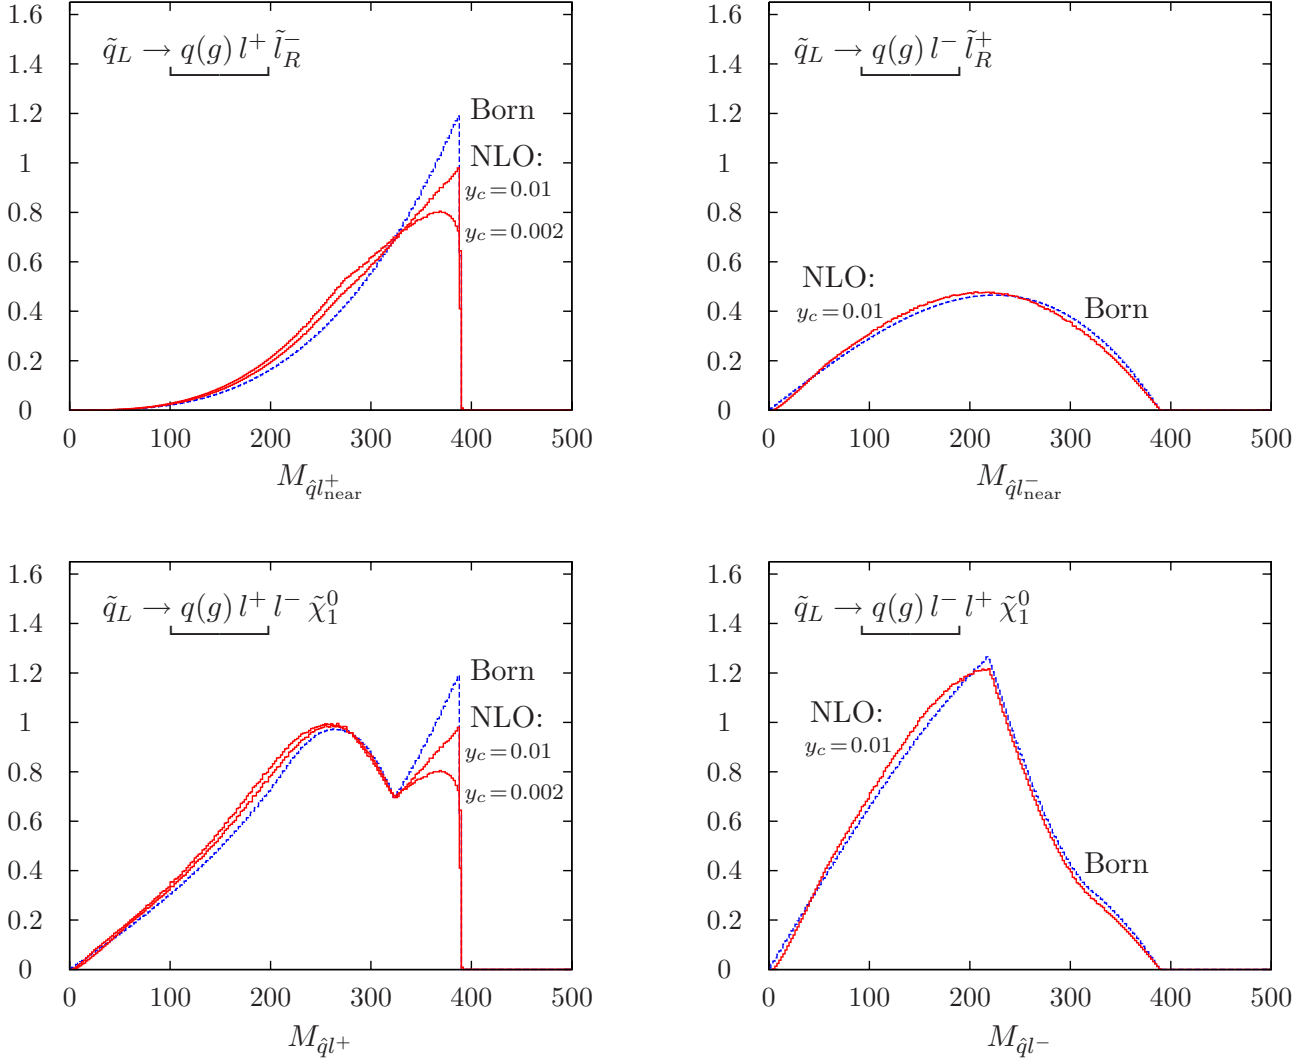 1.6
1.4
1.2
1
0.8
0.6
0.4
0.2
0
q̃_L → q(g) l⁺ l̃_R⁻
Born
NLO:
y_c = 0.01
y_c = 0.002
0 100 200 300 400 500
M_{q̂l⁺_near}
1.6
1.4
1.2
1
0.8
0.6
0.4
0.2
0
q̃_L → q(g) l⁻ l̃_R⁺
NLO:
y_c = 0.01
Born
0 100 200 300 400 500
M_{q̂l⁻_near}
1.6
1.4
1.2
1
0.8
0.6
0.4
0.2
0
q̃_L → q(g) l⁺ l⁻ χ̃₁⁰
Born
NLO:
y_c = 0.01
y_c = 0.002
0 100 200 300 400 500
M_{q̂l⁺}
1.6
1.4
1.2
1
0.8
0.6
0.4
0.2
0
q̃_L → q(g) l⁻ l⁺ χ̃₁⁰
NLO:
y_c = 0.01
Born
0 100 200 300 400 500
M_{q̂l⁻}